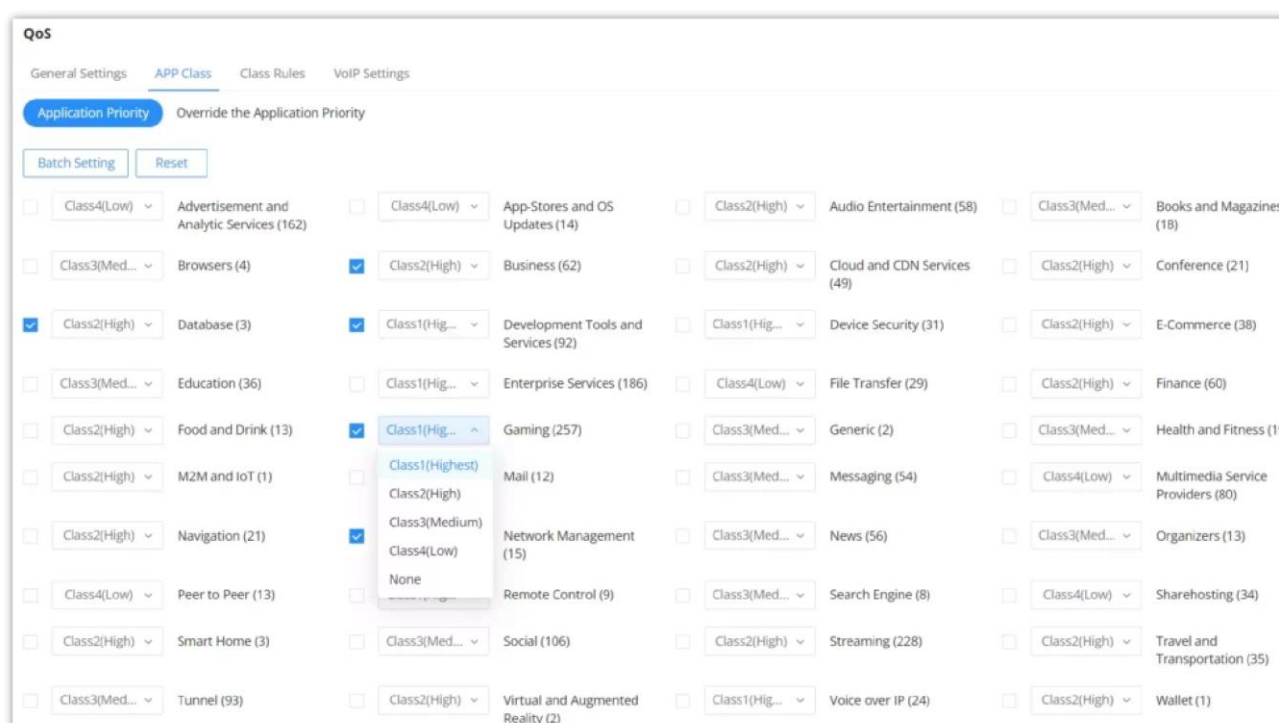 QoS
General Settings APP Class Class Rules VoIP Settings
Application Priority Override the Application Priority
Batch Setting Reset
Class4(Low) Advertisement and Class4(Low) App-Stores and OS Class2(High) Audio Entertainment (58) Class3(Med... Books and Magazines
Analytic Services (162) Updates (14) (18)
Class3(Med... Browsers (4) Class2(High) Business (62) Class2(High) Cloud and CDN Services Class2(High) Conference (21)
(49)
Class2(High) Database (3) Class1(Hig... Development Tools and Class1(Hig... Device Security (31) Class2(High) E-Commerce (38)
Services (92)
Class3(Med... Education (36) Class1(Hig... Enterprise Services (186) Class4(Low) File Transfer (29) Class2(High) Finance (60)
Class2(High) Food and Drink (13) Class1(Hig... Gaming (257) Class3(Med... Generic (2) Class3(Med... Health and Fitness
Class1(Highest)
Class2(High) M2M and IoT (1) Mail (12) Class3(Med... Messaging (54) Class4(Low) Multimedia Service
Class2(High) Providers (80)
Class3(Medium)
Class2(High) Navigation (21) Network Management Class3(Med... News (56) Class3(Med... Organizers (13)
Class4(Low) (15)
None
Class4(Low) Peer to Peer (13) Remote Control (9) Class3(Med... Search Engine (8) Class4(Low) Sharehosting (34)
Class2(High) Smart Home (3) Class3(Med... Social (106) Class2(High) Streaming (228) Class2(High) Travel and
Transportation (35)
Class3(Med... Tunnel (93) Class2(High) Virtual and Augmented Class1(Hig... Voice over IP (24) Class2(High) Wallet (1)
Reality (2)